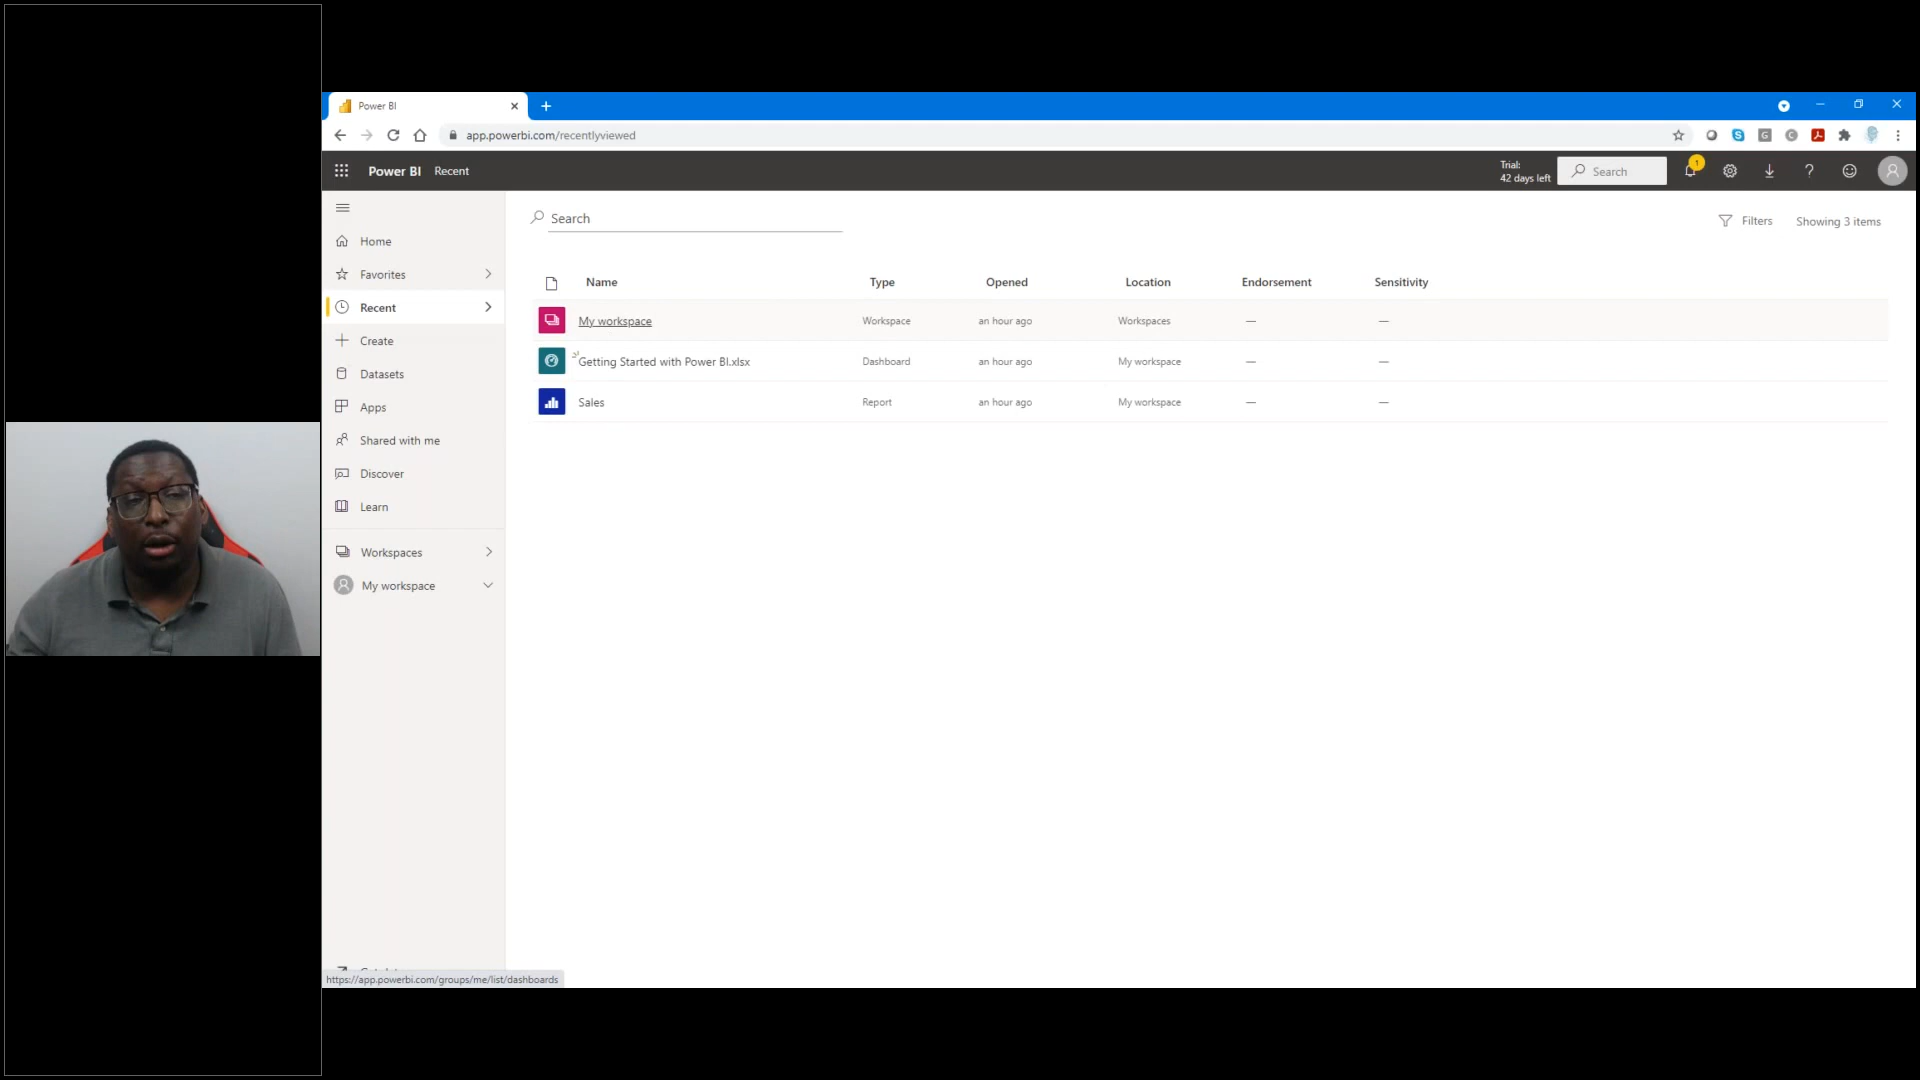 Power BI
app.powerbi.com/recentlyviewed
Power BI Recent
Trial:
42 days left
Search
1
Search
Filters
Showing 3 items
Home
Favorites
Recent
Create
Datasets
Apps
Shared with me
Discover
Learn
Workspaces
My workspace
Name Type Opened Location Endorsement Sensitivity
My workspace Workspace an hour ago Workspaces — —
Getting Started with Power BI.xlsx Dashboard an hour ago My workspace — —
Sales Report an hour ago My workspace — —
https://app.powerbi.com/groups/me/list/dashboards